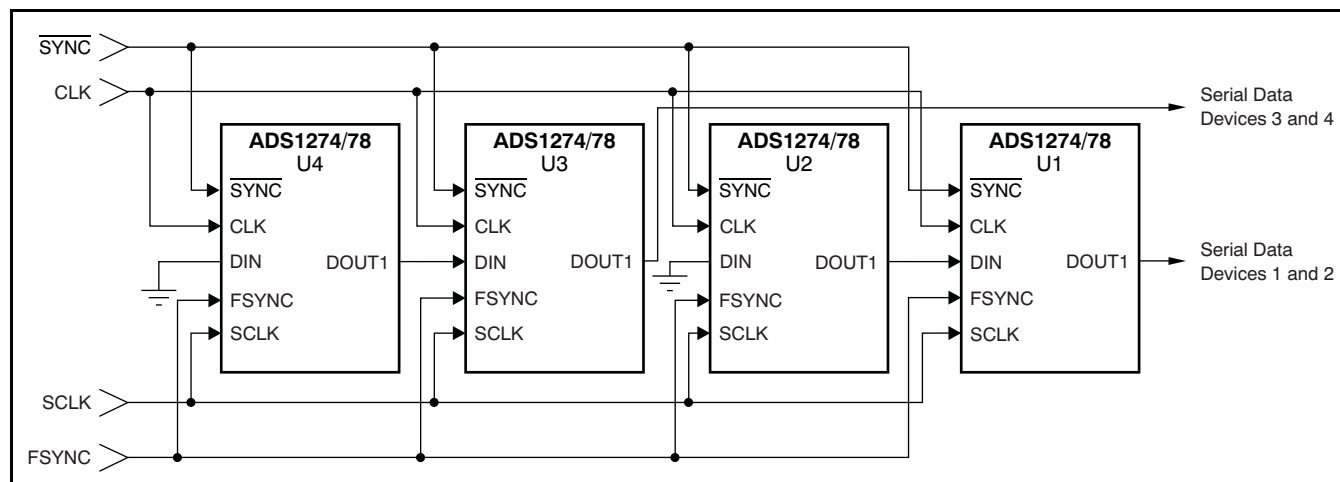 SYNC
CLK
Serial Data
Devices 3 and 4
ADS1274/78
U4
SYNC
CLK
DIN
DOUT1
FSYNC
SCLK
ADS1274/78
U3
SYNC
CLK
DIN
DOUT1
FSYNC
SCLK
ADS1274/78
U2
SYNC
CLK
DIN
DOUT1
FSYNC
SCLK
ADS1274/78
U1
SYNC
CLK
DIN
DOUT1
FSYNC
SCLK
Serial Data
Devices 1 and 2
SCLK
FSYNC